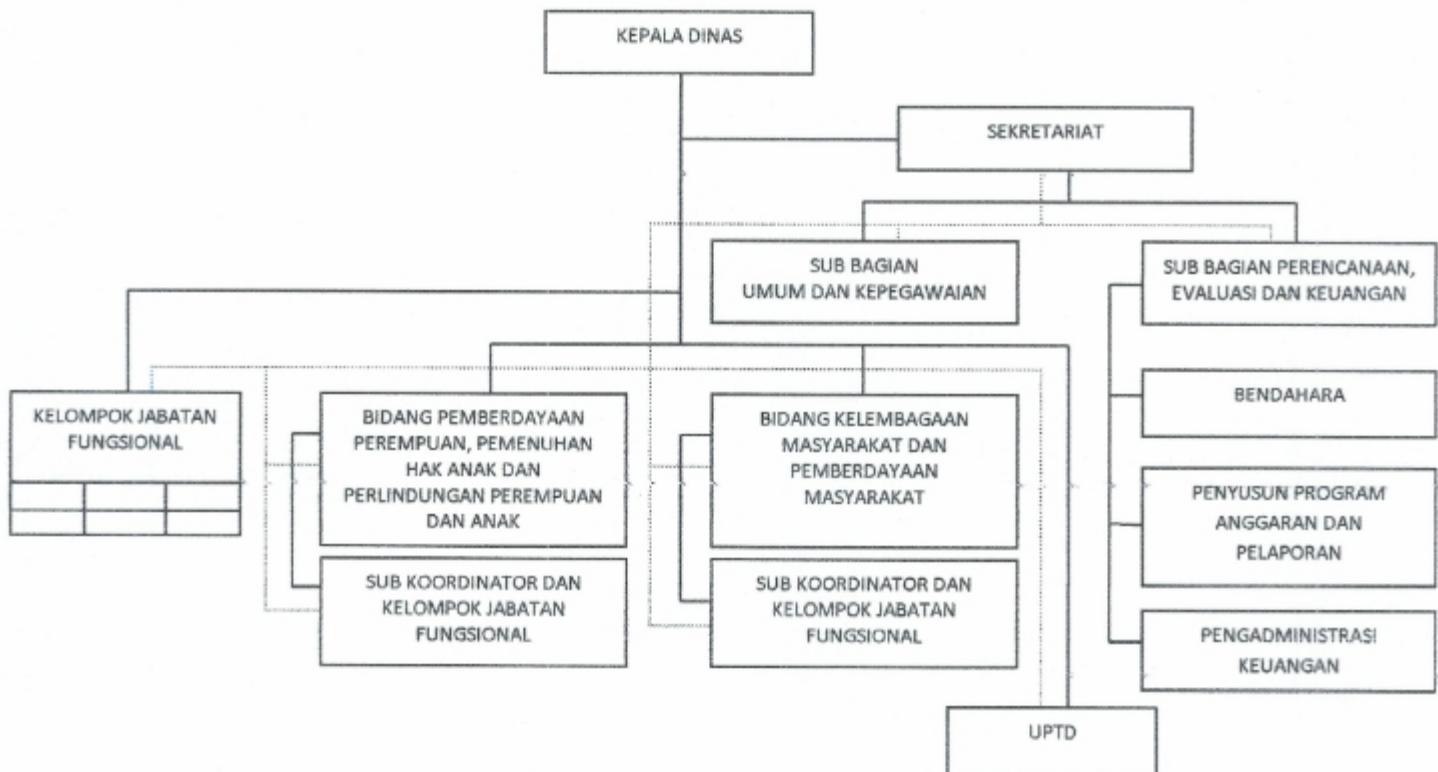 KEPALA DINAS
SEKRETARIAT
SUB BAGIAN
UMUM DAN KEPEGAWAIAN
SUB BAGIAN PERENCANAAN,
EVALUASI DAN KEUANGAN
KELOMPOK JABATAN
FUNGSIONAL
BIDANG PEMBERDAYAAN
PEREMPUAN, PEMENUHAN
HAK ANAK DAN
PERLINDUNGAN PEREMPUAN
DAN ANAK
BIDANG KELEMBAGAAN
MASYARAKAT DAN
PEMBERDAYAAN
MASYARAKAT
BENDAHARA
PENYUSUN PROGRAM
ANGGARAN DAN
PELAPORAN
SUB KOORDINATOR DAN
KELOMPOK JABATAN
FUNGSIONAL
SUB KOORDINATOR DAN
KELOMPOK JABATAN
FUNGSIONAL
PENGADMINISTRASI
KEUANGAN
UPTD